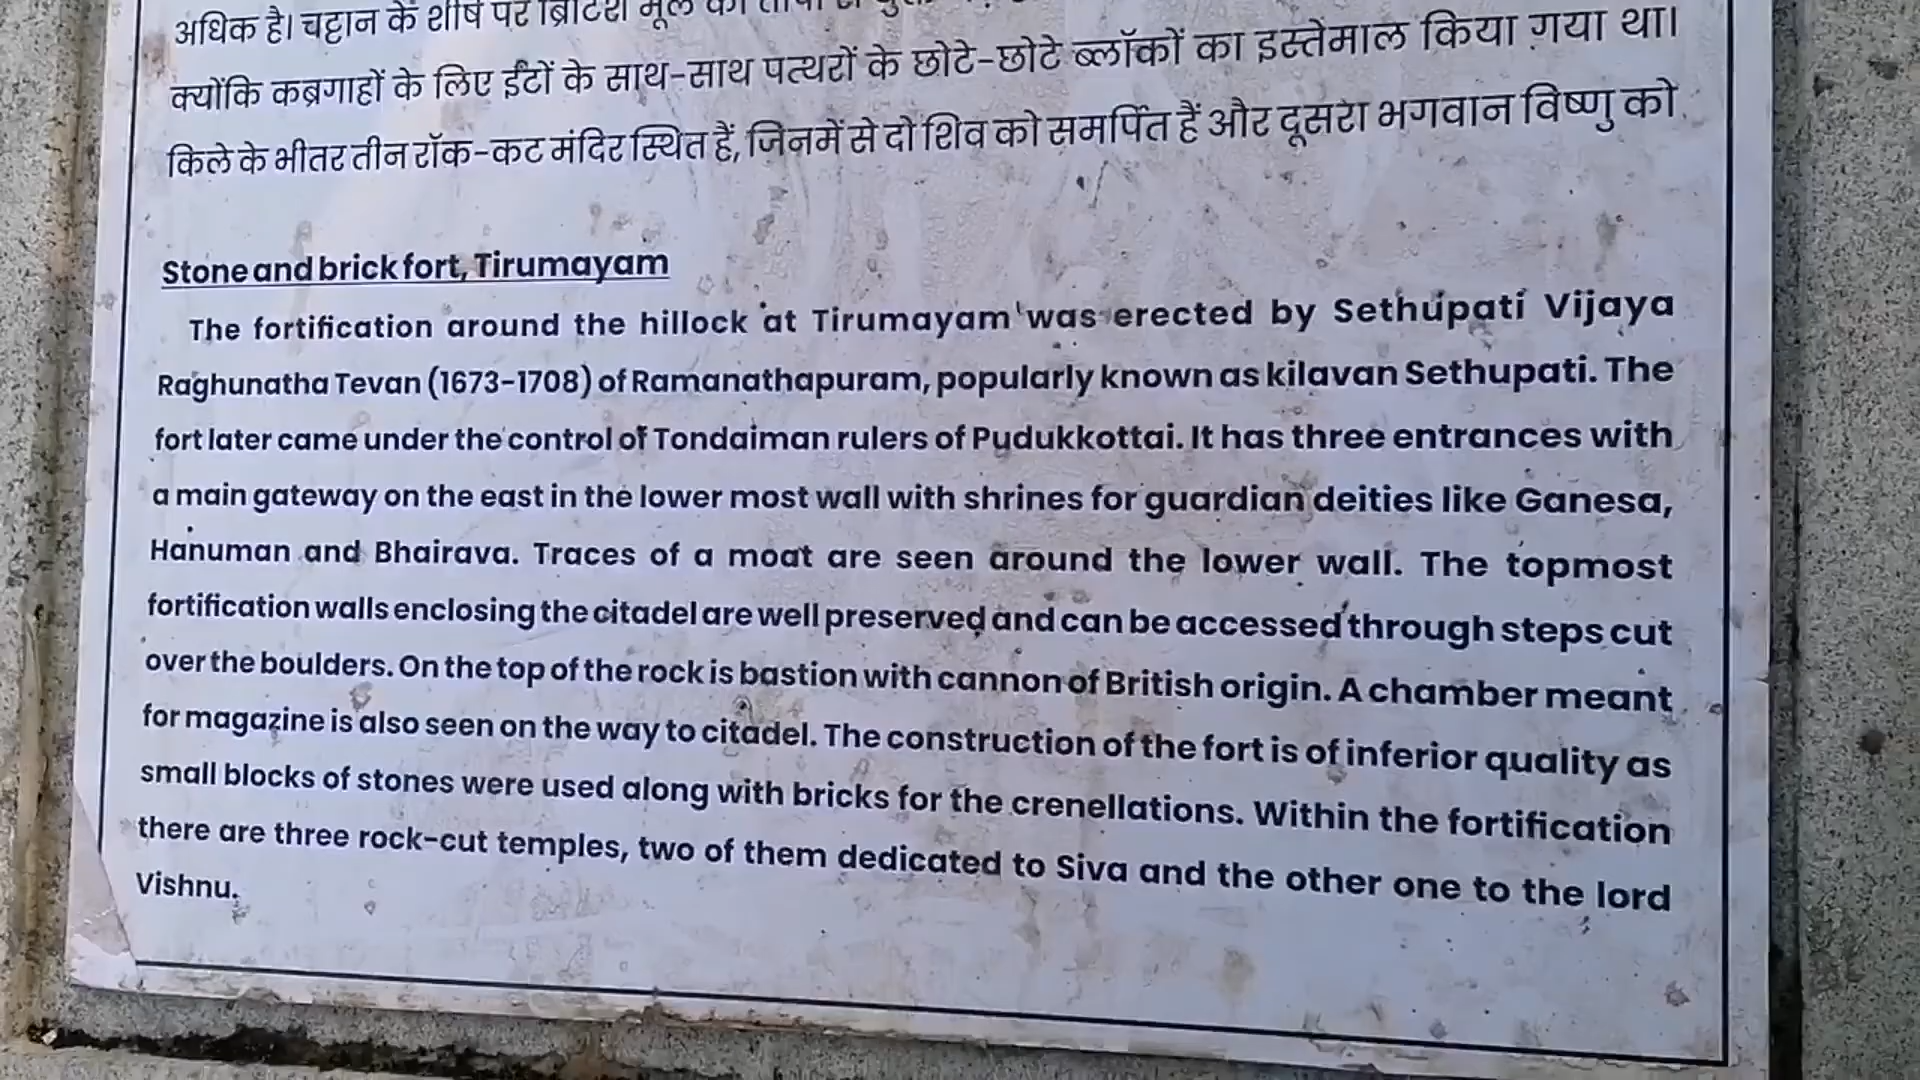 अधिक है। चट्टान के शीर्ष पर ब्रिटिश मूल
क्योंकि कब्रगाहों के लिए ईंटों के साथ-साथ पत्थरों के छोटे-छोटे ब्लॉकों का इस्तेमाल किया गया था।
किले के भीतर तीन रॉक-कट मंदिर स्थित हैं, जिनमें से दो शिव को समर्पित हैं और दूसरा भगवान विष्णु को
Stone and brick fort, Tirumayam
The fortification around the hillock at Tirumayam was erected by Sethupati Vijaya
Raghunatha Tevan (1673-1708) of Ramanathapuram, popularly known as kilavan Sethupati. The
fort later came under the control of Tondaiman rulers of Pudukkottai. It has three entrances with
a main gateway on the east in the lower most wall with shrines for guardian deities like Ganesa,
Hanuman and Bhairava. Traces of a moat are seen around the lower wall. The topmost
fortification walls enclosing the citadel are well preserved and can be accessed through steps cut
over the boulders. On the top of the rock is bastion with cannon of British origin. A chamber meant
for magazine is also seen on the way to citadel. The construction of the fort is of inferior quality as
small blocks of stones were used along with bricks for the crenellations. Within the fortification
there are three rock-cut temples, two of them dedicated to Siva and the other one to the lord
Vishnu.